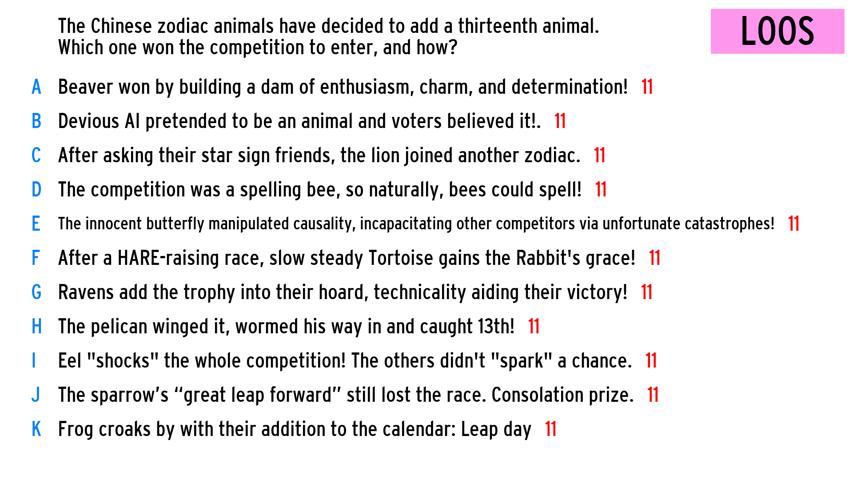 The Chinese zodiac animals have decided to add a thirteenth animal.
Which one won the competition to enter, and how?
LOOS
A Beaver won by building a dam of enthusiasm, charm, and determination! 11
B Devious AI pretended to be an animal and voters believed it!. 11
C After asking their star sign friends, the lion joined another zodiac. 11
D The competition was a spelling bee, so naturally, bees could spell! 11
E The innocent butterfly manipulated causality, incapacitating other competitors via unfortunate catastrophes! 11
F After a HARE-raising race, slow steady Tortoise gains the Rabbit's grace! 11
G Ravens add the trophy into their hoard, technicality aiding their victory! 11
H The pelican winged it, wormed his way in and caught 13th! 11
I Eel "shocks" the whole competition! The others didn't "spark" a chance. 11
J The sparrow’s “great leap forward” still lost the race. Consolation prize. 11
K Frog croaks by with their addition to the calendar: Leap day 11